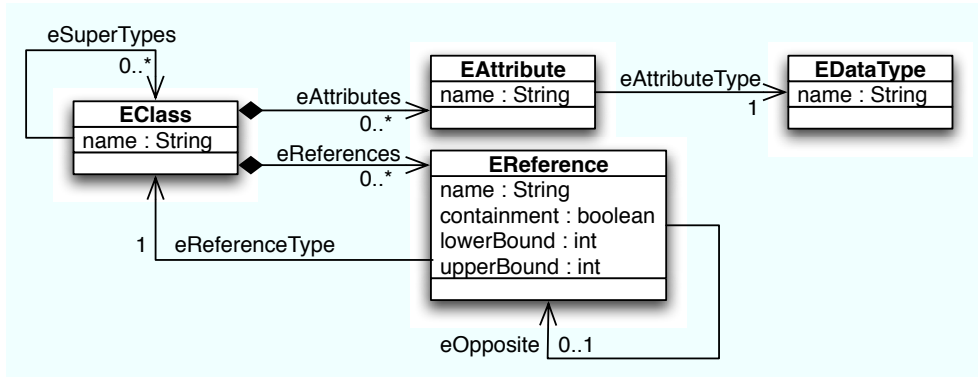 eSuperTypes
0..*
EClass
name : String
eAttributes
0..*
EAttribute
name : String
eAttributeType
1
EDataType
name : String
eReferences
0..*
EReference
name : String
containment : boolean
lowerBound : int
upperBound : int
1 eReferenceType
eOpposite 0..1